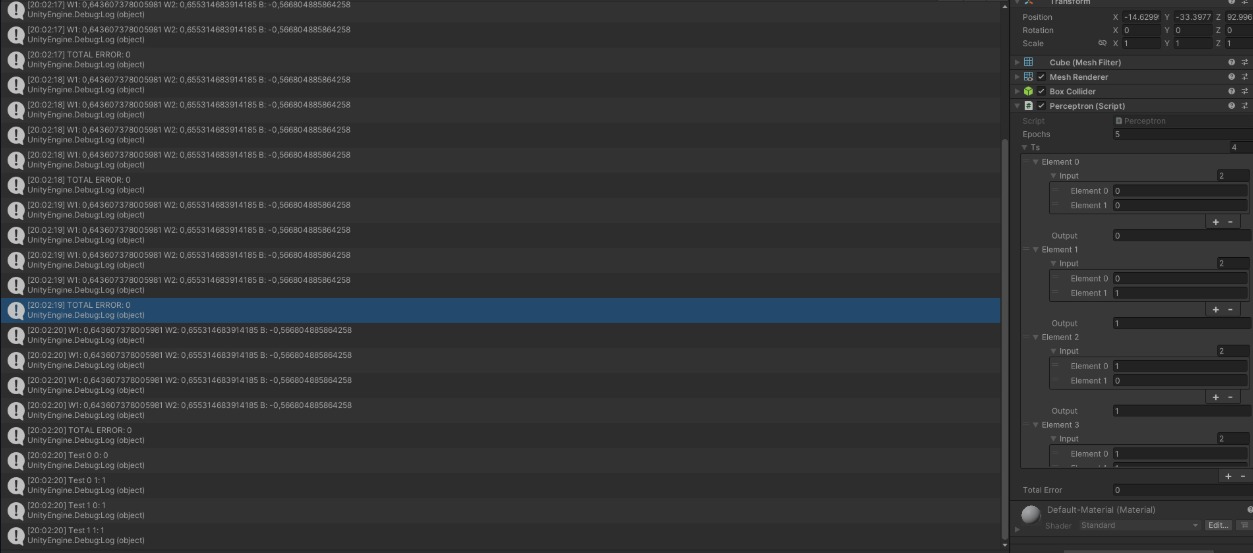 [20:02:17] W1: 0,643607378005981 W2: 0,655314683914185 B: -0,566804885864258
UnityEngine.Debug:Log (object)
[20:02:17] W1: 0,643607378005981 W2: 0,655314683914185 B: -0,566804885864258
UnityEngine.Debug:Log (object)
[20:02:17] TOTAL ERROR: 0
UnityEngine.Debug:Log (object)
[20:02:18] W1: 0,643607378005981 W2: 0,655314683914185 B: -0,566804885864258
UnityEngine.Debug:Log (object)
[20:02:18] W1: 0,643607378005981 W2: 0,655314683914185 B: -0,566804885864258
UnityEngine.Debug:Log (object)
[20:02:18] W1: 0,643607378005981 W2: 0,655314683914185 B: -0,566804885864258
UnityEngine.Debug:Log (object)
[20:02:18] W1: 0,643607378005981 W2: 0,655314683914185 B: -0,566804885864258
UnityEngine.Debug:Log (object)
[20:02:18] TOTAL ERROR: 0
UnityEngine.Debug:Log (object)
[20:02:19] W1: 0,643607378005981 W2: 0,655314683914185 B: -0,566804885864258
UnityEngine.Debug:Log (object)
[20:02:19] W1: 0,643607378005981 W2: 0,655314683914185 B: -0,566804885864258
UnityEngine.Debug:Log (object)
[20:02:19] W1: 0,643607378005981 W2: 0,655314683914185 B: -0,566804885864258
UnityEngine.Debug:Log (object)
[20:02:19] W1: 0,643607378005981 W2: 0,655314683914185 B: -0,566804885864258
UnityEngine.Debug:Log (object)
[20:02:19] TOTAL ERROR: 0
UnityEngine.Debug:Log (object)
[20:02:20] W1: 0,643607378005981 W2: 0,655314683914185 B: -0,566804885864258
UnityEngine.Debug:Log (object)
[20:02:20] W1: 0,643607378005981 W2: 0,655314683914185 B: -0,566804885864258
UnityEngine.Debug:Log (object)
[20:02:20] W1: 0,643607378005981 W2: 0,655314683914185 B: -0,566804885864258
UnityEngine.Debug:Log (object)
[20:02:20] W1: 0,643607378005981 W2: 0,655314683914185 B: -0,566804885864258
UnityEngine.Debug:Log (object)
[20:02:20] TOTAL ERROR: 0
UnityEngine.Debug:Log (object)
[20:02:20] Test 0 0: 0
UnityEngine.Debug:Log (object)
[20:02:20] Test 0 1: 1
UnityEngine.Debug:Log (object)
[20:02:20] Test 1 0: 1
UnityEngine.Debug:Log (object)
[20:02:20] Test 1 1: 1
UnityEngine.Debug:Log (object)
Transform
Position X -14.6299 Y -33.3977 Z 92.996
Rotation X 0 Y 0 Z 0
Scale X 1 Y 1 Z 1
Cube (Mesh Filter)
Mesh Renderer
Box Collider
Perceptron (Script)
Script Perceptron
Epochs 5
Ts 4
Element 0
Input 2
Element 0 0
Element 1 0
+ -
Output 0
Element 1
Input 2
Element 0 0
Element 1 1
+ -
Output 1
Element 2
Input 2
Element 0 1
Element 1 0
+ -
Output 1
Element 3
Input 2
Element 0 1
+ -
Total Error 0
Default-Material (Material)
Shader Standard Edit...